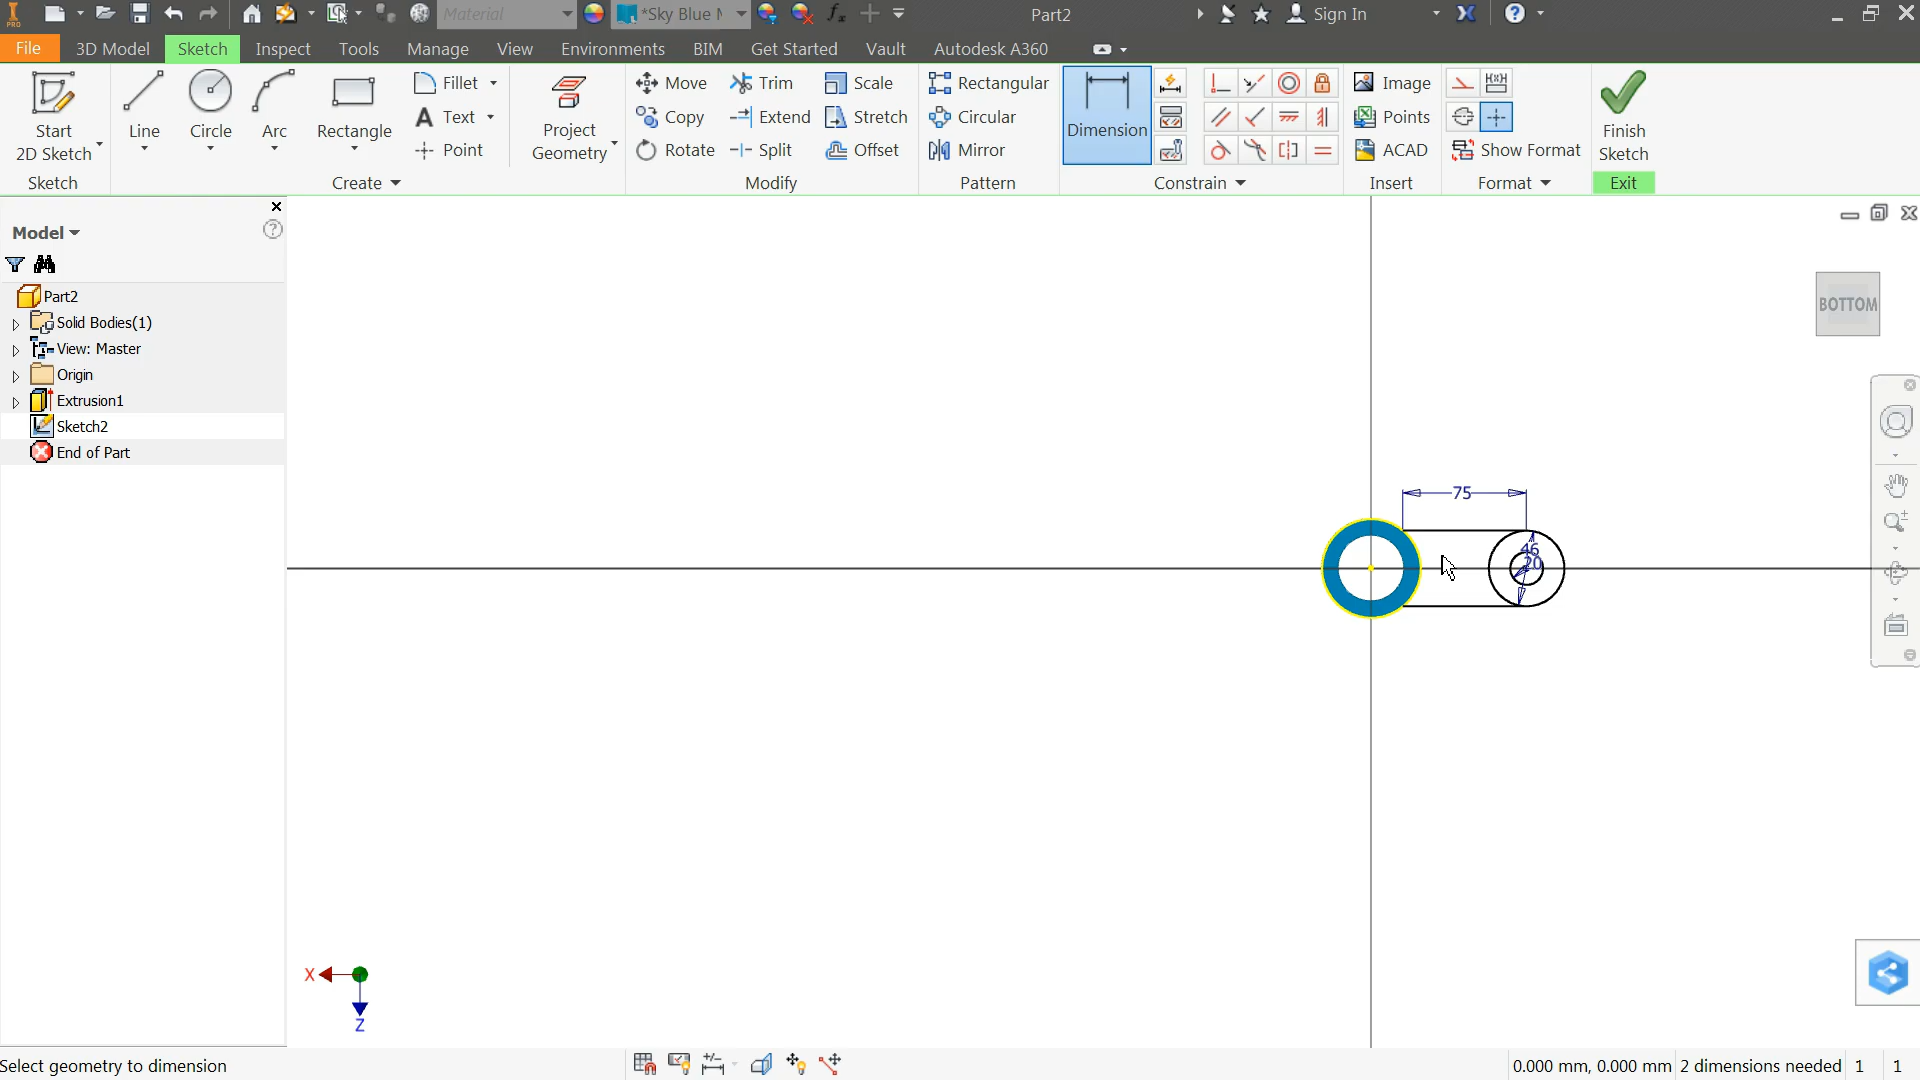 Material
*Sky Blue M
Part2
Sign In
PRO
File
3D Model
Sketch
Inspect
Tools
Manage
View
Environments
BIM
Get Started
Vault
Autodesk A360
Start
2D Sketch
Sketch
Line
Circle
Arc
Rectangle
Fillet
Text
Point
Create
Project
Geometry
Move
Copy
Rotate
Trim
Extend
Split
Scale
Stretch
Offset
Modify
Rectangular
Circular
Mirror
Pattern
Dimension
Constrain
Image
Points
ACAD
Insert
Show Format
Format
Finish
Sketch
Exit
Model
Part2
Solid Bodies(1)
View: Master
Origin
Extrusion1
Sketch2
End of Part
BOTTOM
75
46
20
X
Z
Select geometry to dimension
0.000 mm, 0.000 mm
2 dimensions needed
1
1